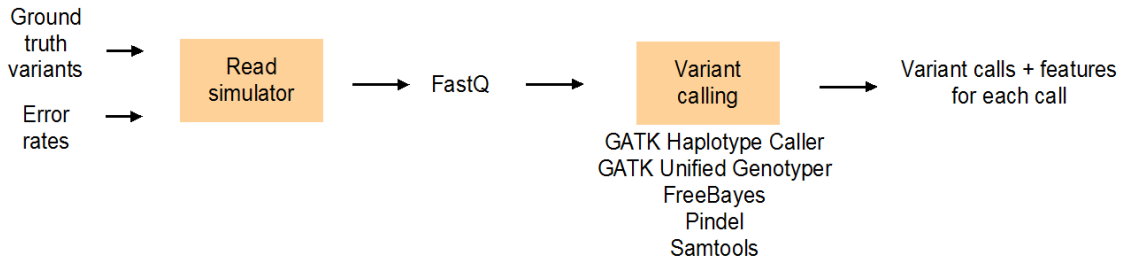 Ground
truth
variants
Error
rates
Read
simulator
FastQ
Variant
calling
GATK Haplotype Caller
GATK Unified Genotyper
FreeBayes
Pindel
Samtools
Variant calls + features
for each call